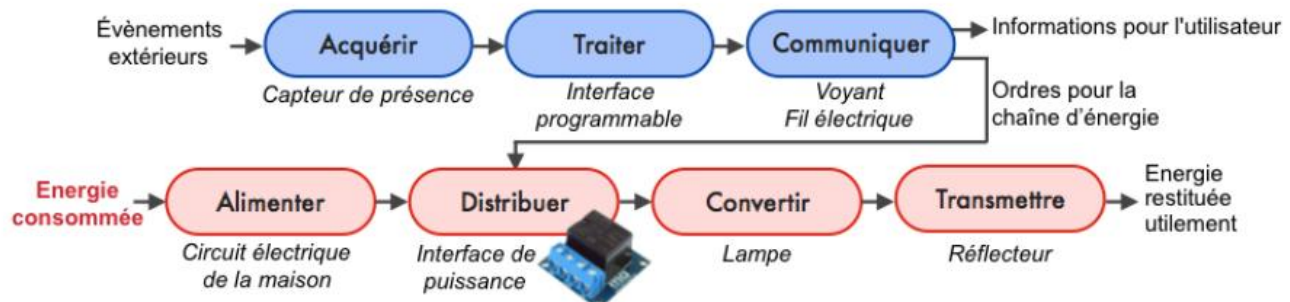 Évènements
extérieurs
Acquérir
Traiter
Communiquer
Informations pour l'utilisateur
Capteur de présence
Interface
programmable
Voyant
Fil électrique
Ordres pour la
chaîne d'énergie
Energie
consommée
Alimenter
Distribuer
Convertir
Transmettre
Energie
restituée
utilement
Circuit électrique
de la maison
Interface de
puissance
Lampe
Réflecteur